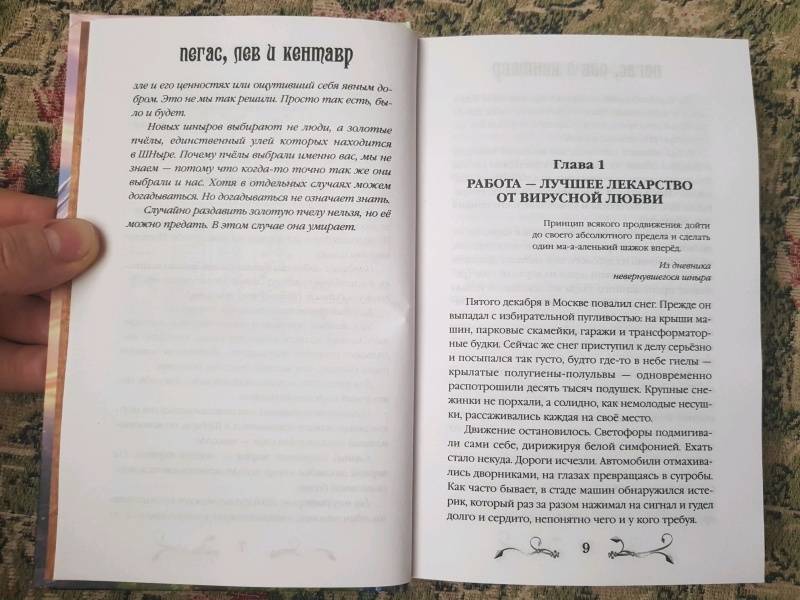 ПЕГАС, ЛЕВ И КЕНТАВР
зле и его ценностях или ощутивший себя явным до-
бром. Это не мы так решили. Просто так есть, бы-
ло и будет.
Новых шныров выбирают не люди, а золотые
пчёлы, единственный улей которых находится
в ШНыре. Почему пчёлы выбрали именно вас, мы не
знаем — потому что когда-то точно так же они
выбрали и нас. Хотя в отдельных случаях можем
догадываться. Но догадываться не означает знать.
Случайно раздавить золотую пчелу нельзя, но её
можно предать. В этом случае она умирает.
Глава 1
РАБОТА — ЛУЧШЕЕ ЛЕКАРСТВО
ОТ ВИРУСНОЙ ЛЮБВИ
Принцип всякого продвижения: дойти
до своего абсолютного предела и сделать
один ма-а-аленький шажок вперёд.
Из дневника
невернувшегося шныра
Пятого декабря в Москве повалил снег. Прежде он
выпадал с избирательной пугливостью: на крыши ма-
шин, парковые скамейки, гаражи и трансформатор-
ные будки. Сейчас же снег приступил к делу серьёзно
и посыпался так густо, будто где-то в небе гиелы —
крылатые полугиены-полульвы — одновременно
распотрошили десять тысяч подушек. Крупные сне-
жинки не порхали, а солидно, как немолодые несуш-
ки, рассаживались каждая на своё место.
Движение остановилось. Светофоры подмигива-
ли сами себе, дирижируя белой симфонией. Ехать
стало некуда. Дороги исчезли. Автомобили отмахива-
лись дворниками, на глазах превращаясь в сугробы.
Как часто бывает, в стаде машин обнаружился исте-
рик, который раз за разом нажимал на сигнал и гудел
долго и сердито, непонятно чего и у кого требуя.
9